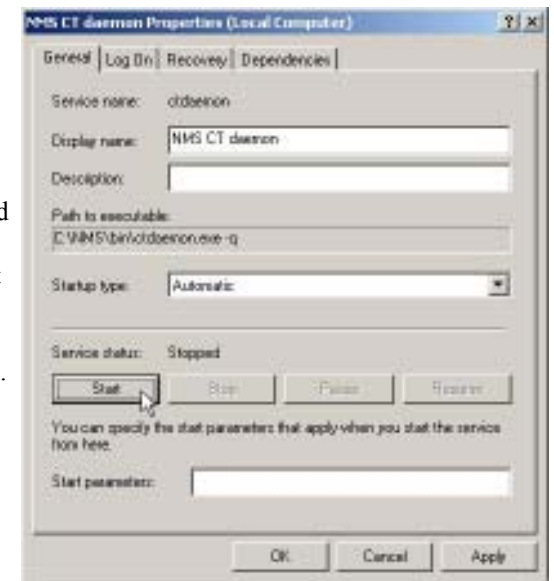 NMS CT daemon Properties (Local Computer)
General Log On Recovery Dependencies
Service name: ctdaemon
Display name: NMS CT daemon
Description:
Path to executable:
C:\NMS\bin\ctdaemon.exe -q
Startup type: Automatic
Service status: Stopped
Start Stop Pause Resume
You can specify the start parameters that apply when you start the service
from here.
Start parameters:
OK Cancel Apply
d
.